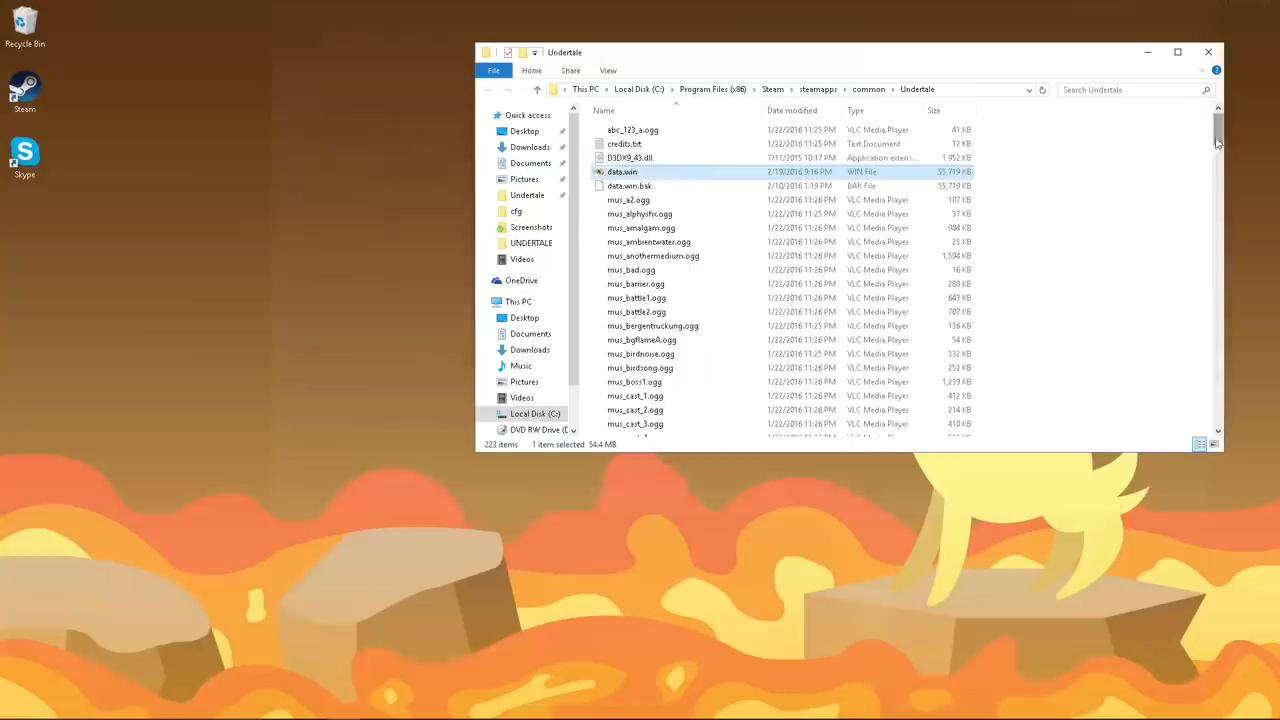 Recycle Bin
Steam
Skype
Undertale
File Home Share View
This PC Local Disk (C:) Program Files (x86) Steam steamapps common Undertale Search Undertale
Name Date modified Type Size
Quick access
Desktop
Downloads
Documents
Pictures
Undertale
cfg
Screenshots
UNDERTALE
Videos
OneDrive
This PC
Desktop
Documents
Downloads
Music
Pictures
Videos
Local Disk (C:)
DVD RW Drive (D
abc_123_a.ogg 1/22/2016 11:25 PM VLC Media Player 41 KB
credits.txt 1/22/2016 11:25 PM Text Document 12 KB
D3DX9_43.dll 7/11/2015 10:17 PM Application extens... 1,952 KB
data.win 2/19/2016 9:16 PM WIN File 55,719 KB
data.win.bak 2/10/2016 1:19 PM BAK File 55,719 KB
mus_a2.ogg 1/22/2016 11:26 PM VLC Media Player 187 KB
mus_alphysfix.ogg 1/22/2016 11:25 PM VLC Media Player 37 KB
mus_amalgam.ogg 1/22/2016 11:26 PM VLC Media Player 904 KB
mus_ambientwater.ogg 1/22/2016 11:26 PM VLC Media Player 25 KB
mus_anothermedium.ogg 1/22/2016 11:26 PM VLC Media Player 1,594 KB
mus_bad.ogg 1/22/2016 11:26 PM VLC Media Player 16 KB
mus_barrier.ogg 1/22/2016 11:26 PM VLC Media Player 288 KB
mus_battle1.ogg 1/22/2016 11:26 PM VLC Media Player 643 KB
mus_battle2.ogg 1/22/2016 11:26 PM VLC Media Player 707 KB
mus_bergentruckung.ogg 1/22/2016 11:25 PM VLC Media Player 136 KB
mus_bgflameA.ogg 1/22/2016 11:26 PM VLC Media Player 54 KB
mus_birdnoise.ogg 1/22/2016 11:25 PM VLC Media Player 332 KB
mus_birdsong.ogg 1/22/2016 11:26 PM VLC Media Player 252 KB
mus_boss1.ogg 1/22/2016 11:26 PM VLC Media Player 1,239 KB
mus_cast_1.ogg 1/22/2016 11:26 PM VLC Media Player 412 KB
mus_cast_2.ogg 1/22/2016 11:26 PM VLC Media Player 214 KB
mus_cast_3.ogg 1/22/2016 11:26 PM VLC Media Player 410 KB
223 items 1 item selected 54.4 MB